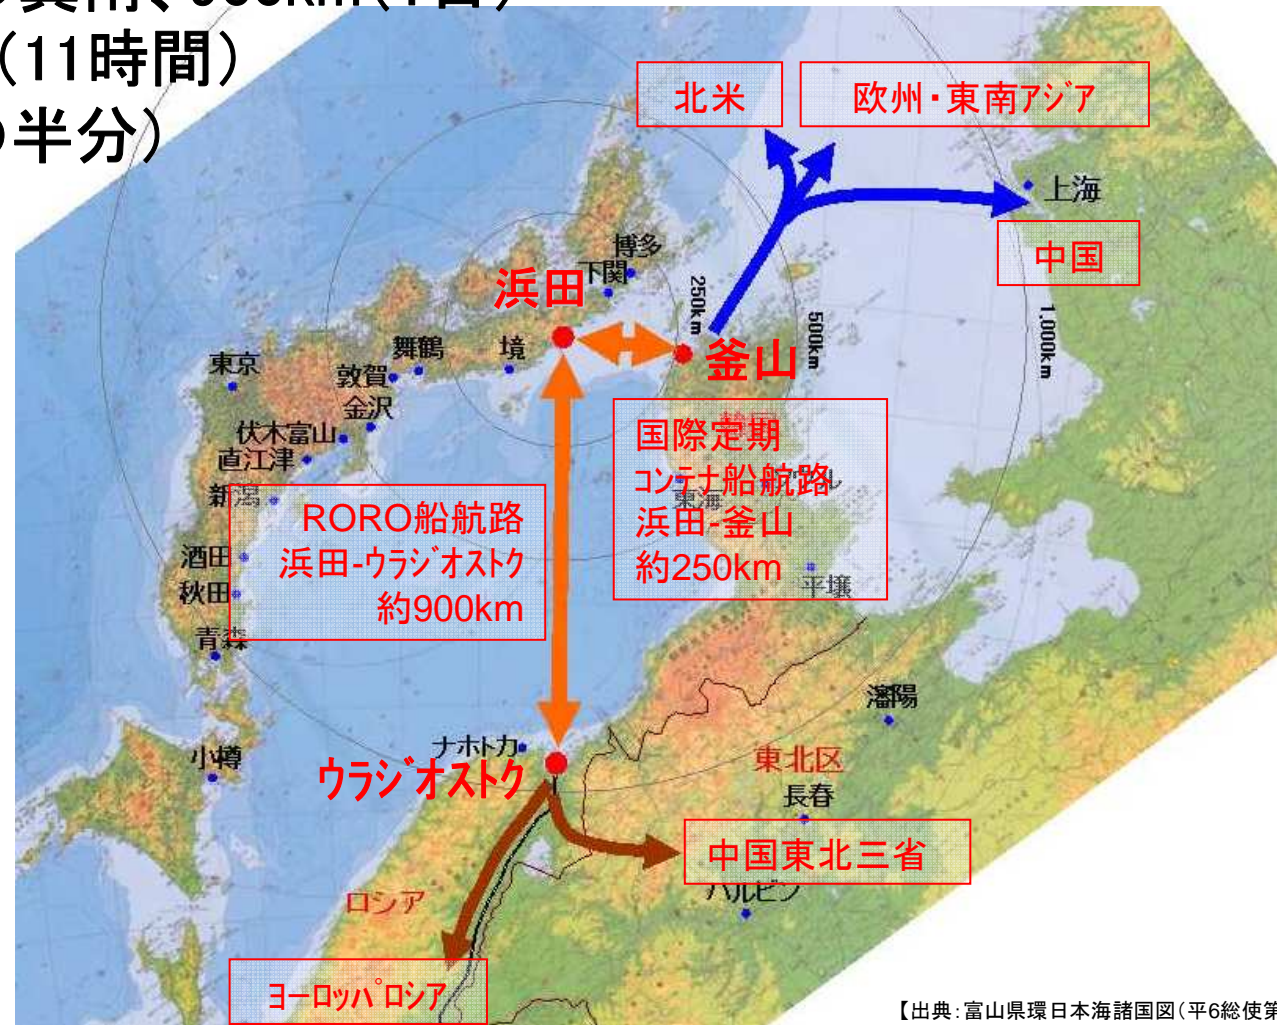 (11時間)
半分)
北米
欧州・東南アジア
上海
中国
博多
下関
浜田
250km
500km
1,000km
釜山
境
舞鶴
敦賀
東京
金沢
伏木富山
直江津
新潟
酒田
秋田
青森
小樽
国際定期
コンテナ船航路
浜田-釜山
約250km
東海
平壌
RORO船航路
浜田-ウラジオストク
約900km
瀋陽
ナホトカ
ウラジオストク
東北区
長春
中国東北三省
ハルピン
ロシア
ヨーロッパロシア
【出典:富山県環日本海諸国図(平6総使第